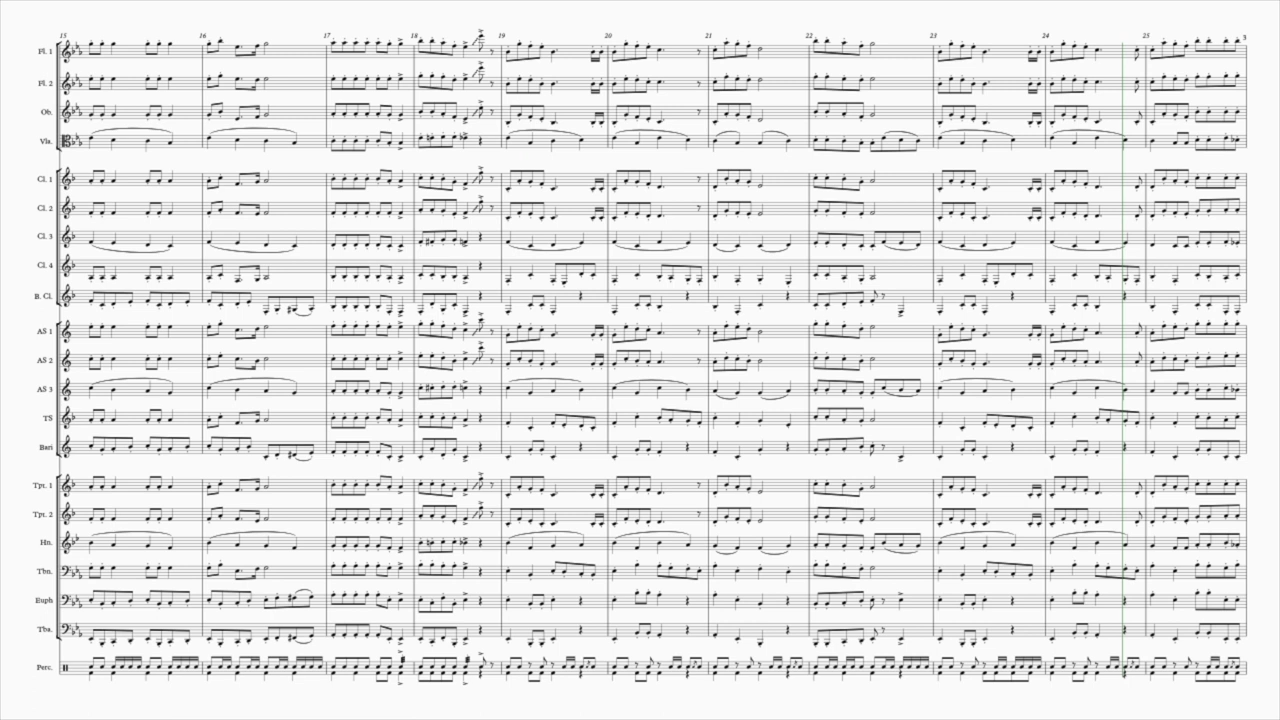 15 16 17 18 19 20 21 22 23 24 25 3
Fl. 1
Fl. 2
Ob.
Vla.
Cl. 1
Cl. 2
Cl. 3
Cl. 4
B. Cl.
AS 1
AS 2
AS 3
TS
Bari
Tpt. 1
Tpt. 2
Hn.
Tbn.
Euph
Tba.
Perc.